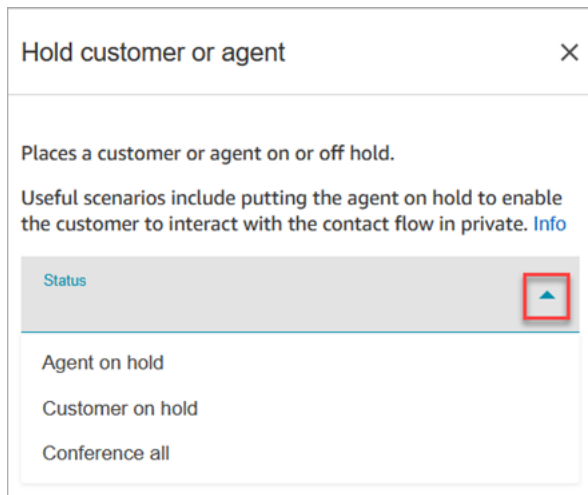 Hold customer or agent
Places a customer or agent on or off hold.
Useful scenarios include putting the agent on hold to enable
the customer to interact with the contact flow in private. Info
Status
Agent on hold
Customer on hold
Conference all